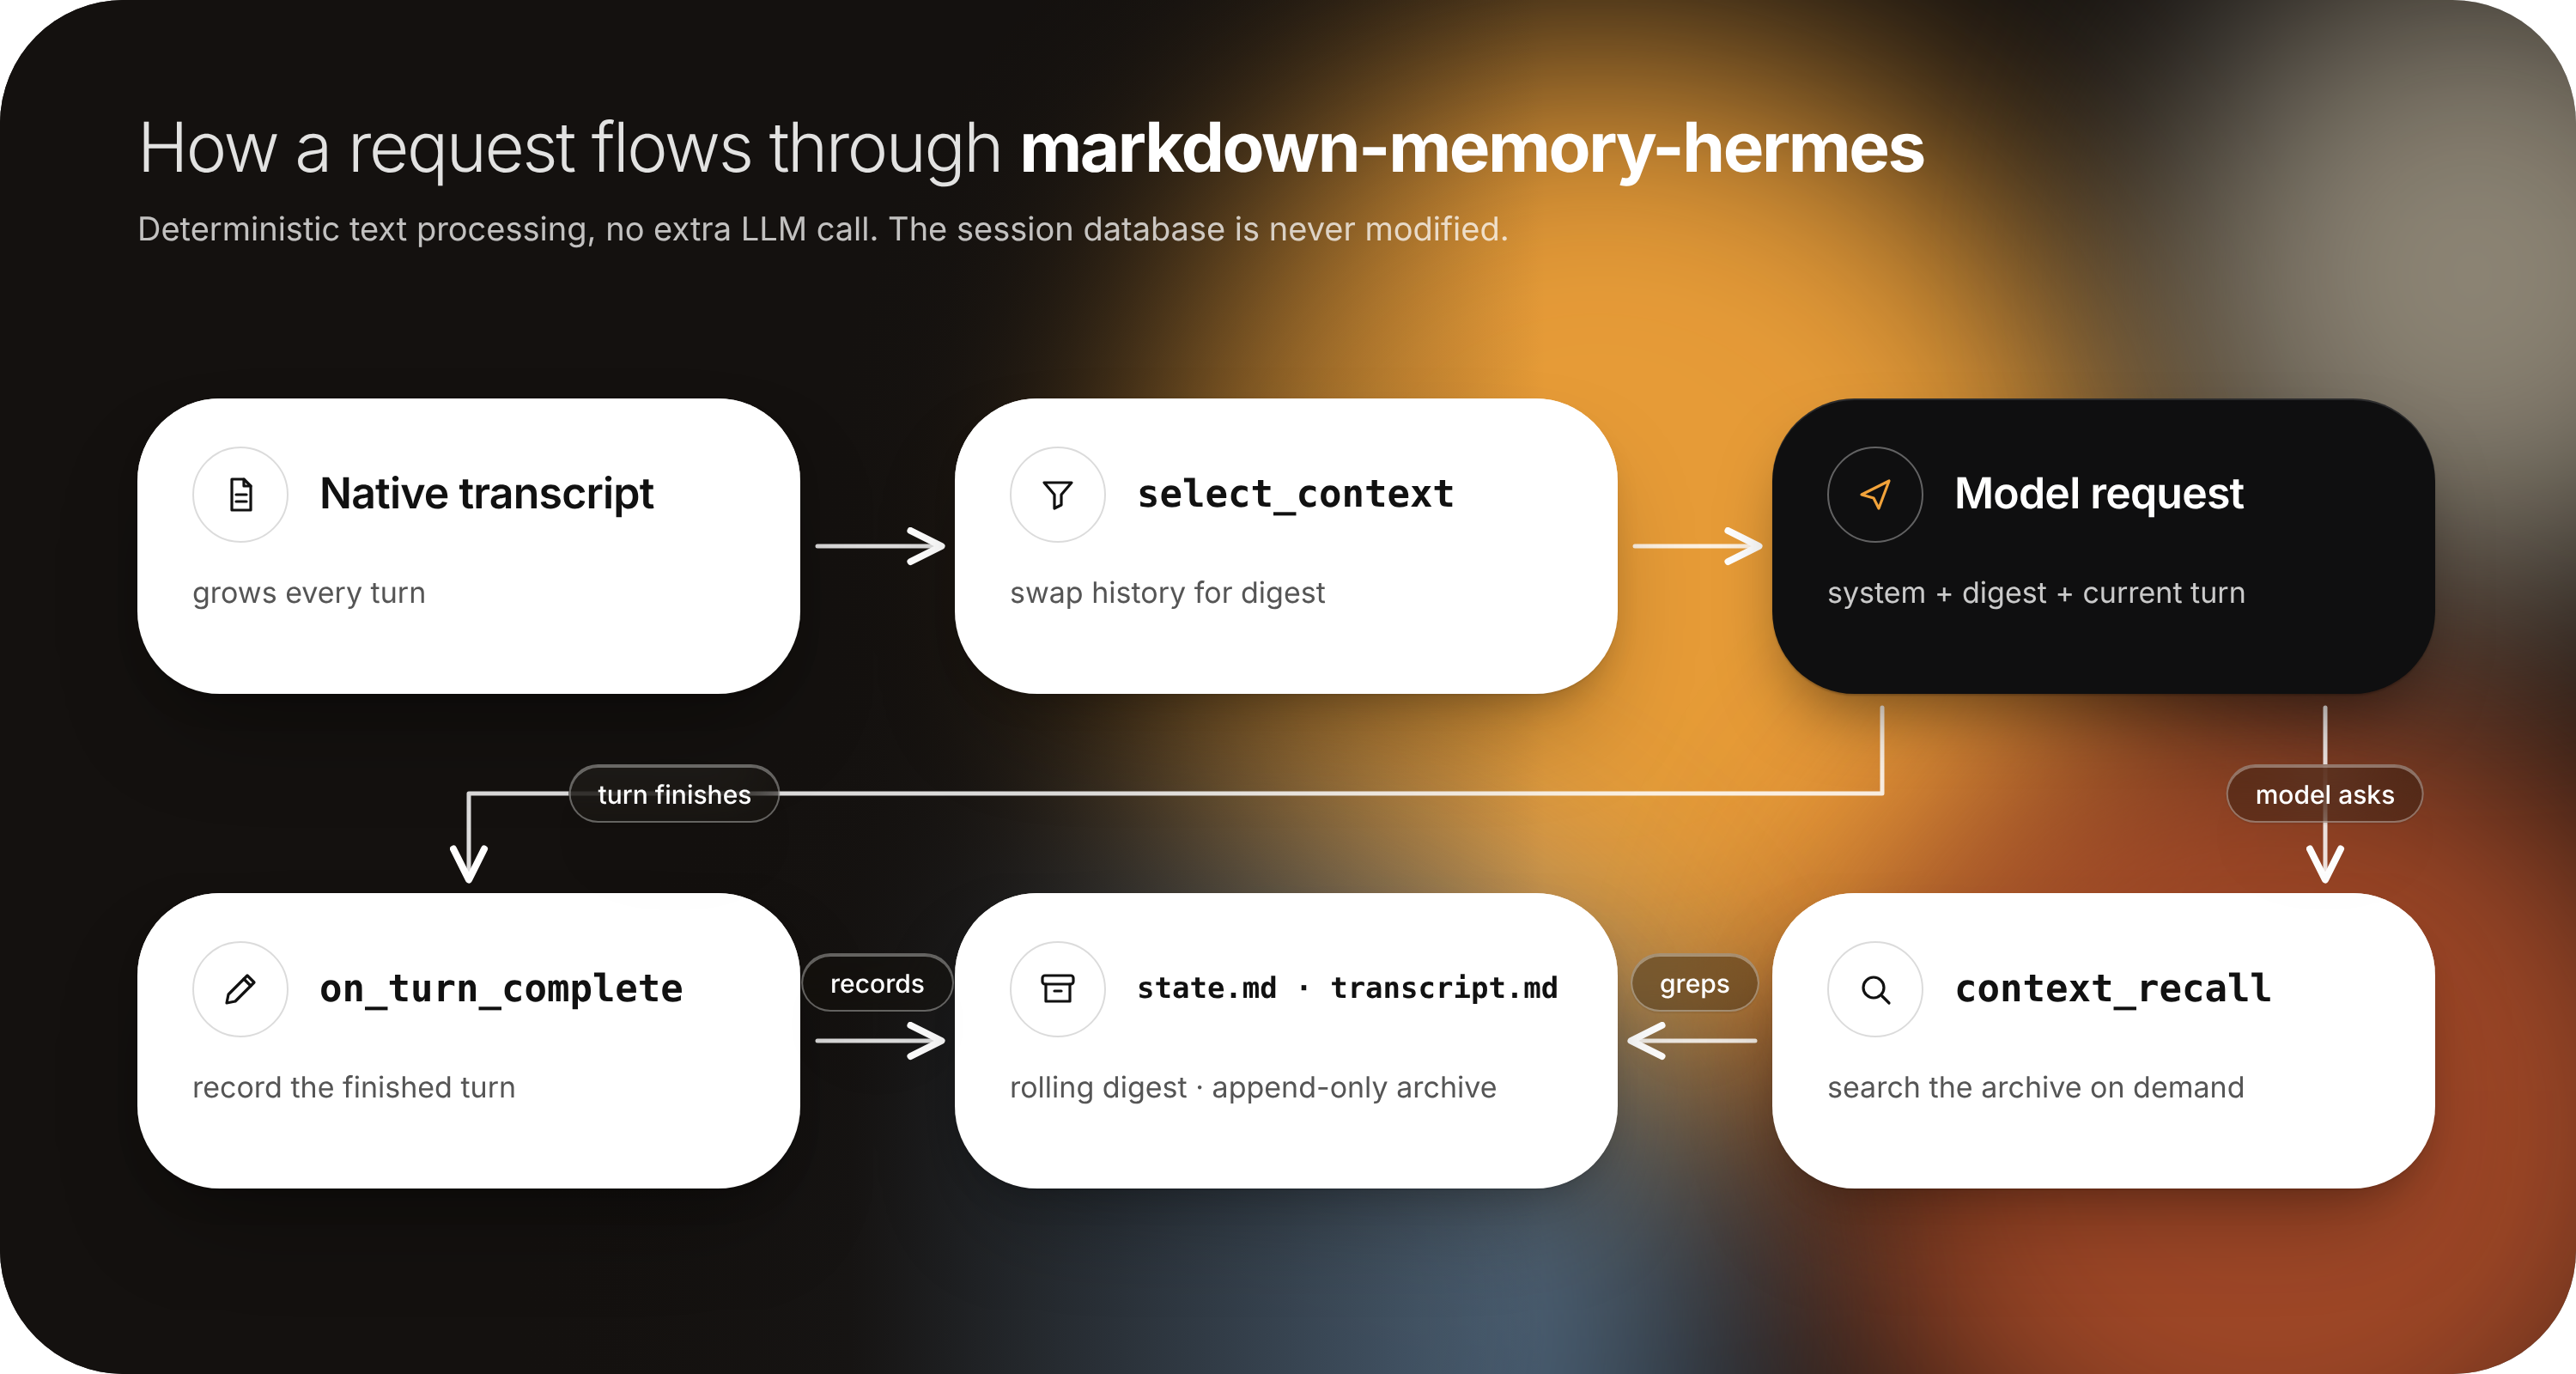 How a request flows through markdown-memory-hermes
Deterministic text processing, no extra LLM call. The session database is never modified.
Native transcript
grows every turn
select_context
swap history for digest
Model request
system + digest + current turn
turn finishes
model asks
on_turn_complete
record the finished turn
records
state.md · transcript.md
rolling digest · append-only archive
greps
context_recall
search the archive on demand